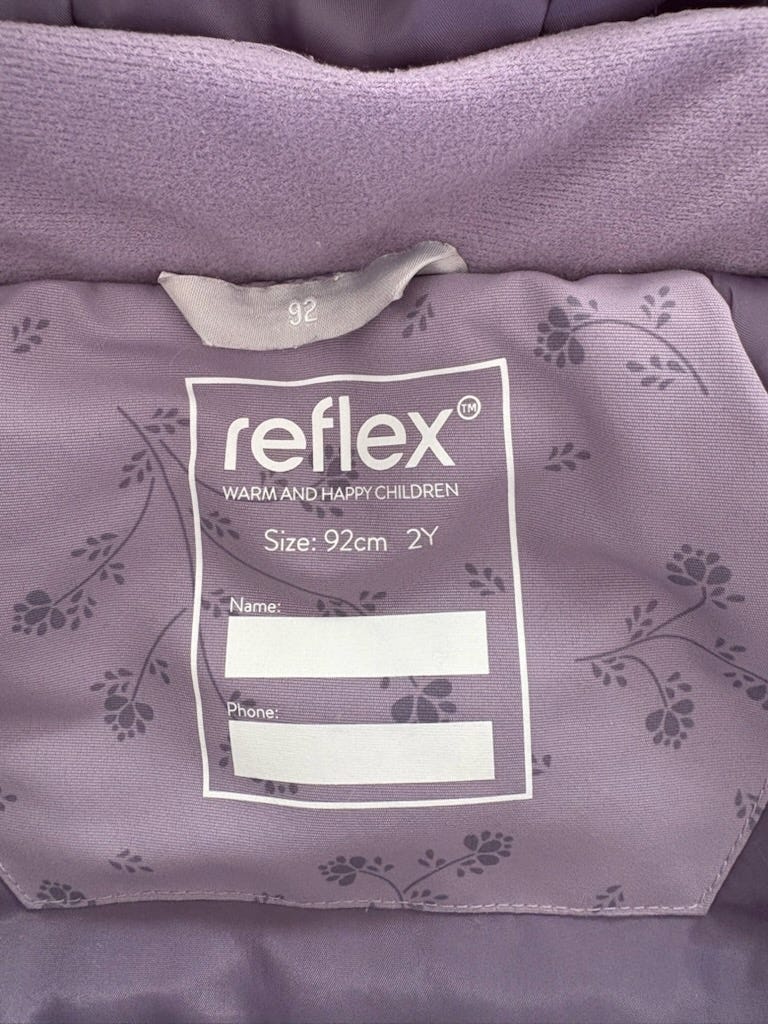 92
reflex™
WARM AND HAPPY CHILDREN
Size: 92cm 2Y
Name:
Phone: